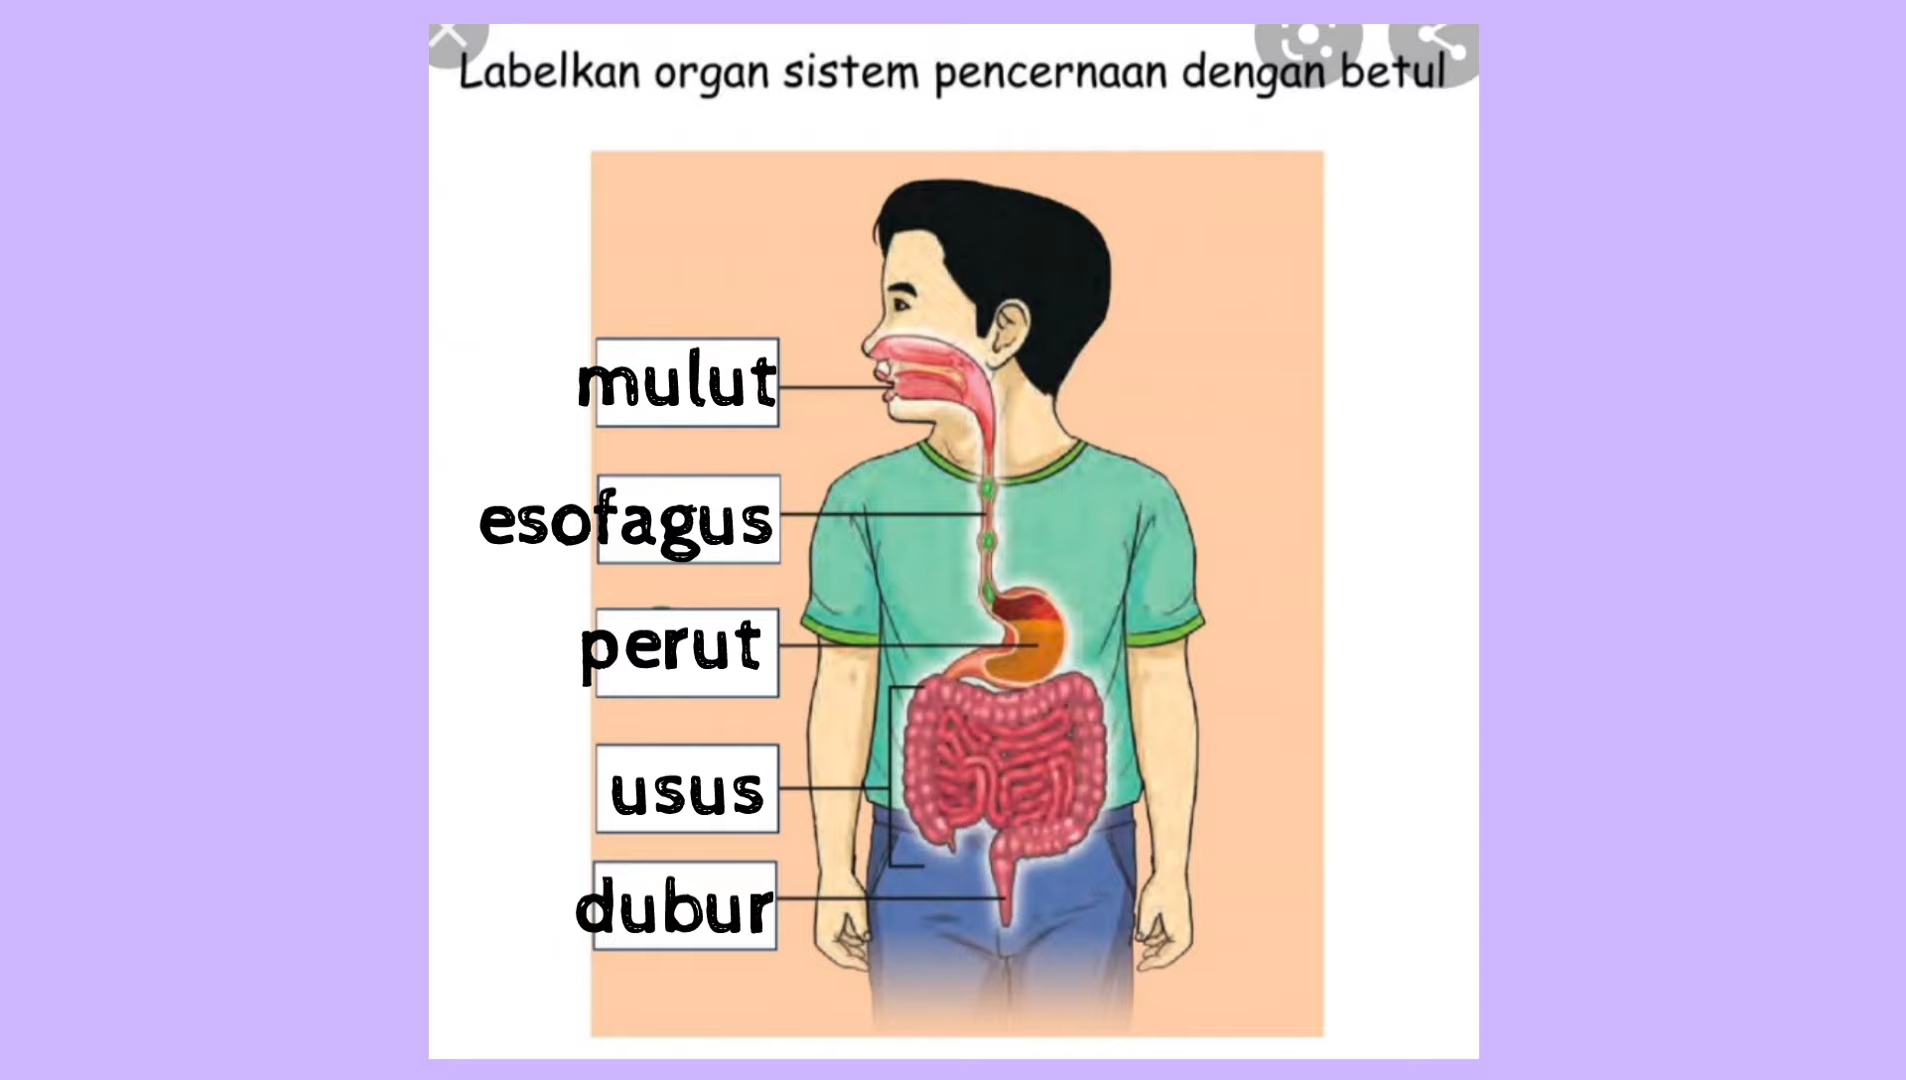 Labelkan organ sistem pencernaan dengan betul
mulut
esofagus
perut
usus
dubur